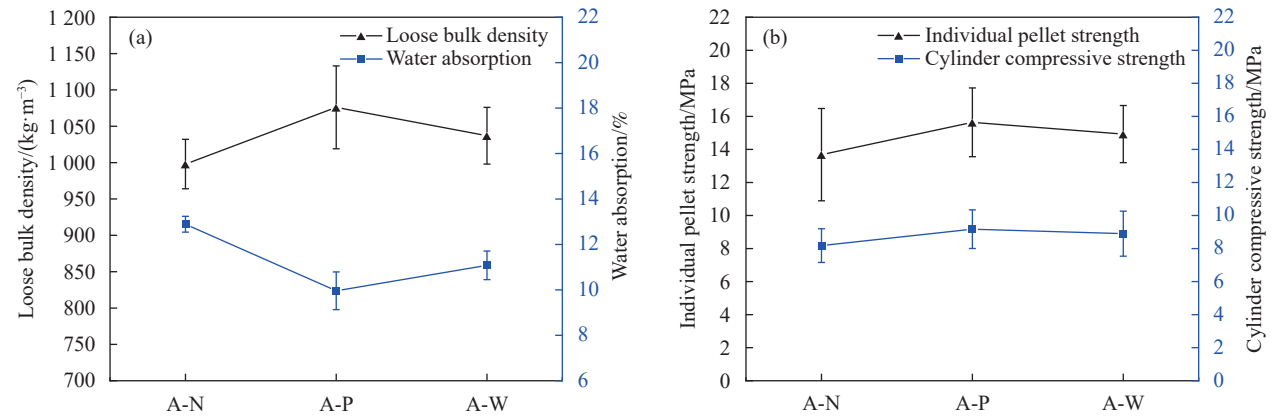 (a)
Loose bulk density
Water absorption
Loose bulk density/(kg·m⁻³)
1 200
1 150
1 100
1 050
1 000
950
900
850
800
750
700
Water absorption/%
22
20
18
16
14
12
10
8
6
A-N
A-P
A-W
(b)
Individual pellet strength
Cylinder compressive strength
Individual pellet strength/MPa
22
20
18
16
14
12
10
8
6
4
2
0
Cylinder compressive strength/MPa
22
20
18
16
14
12
10
8
6
4
2
0
A-N
A-P
A-W